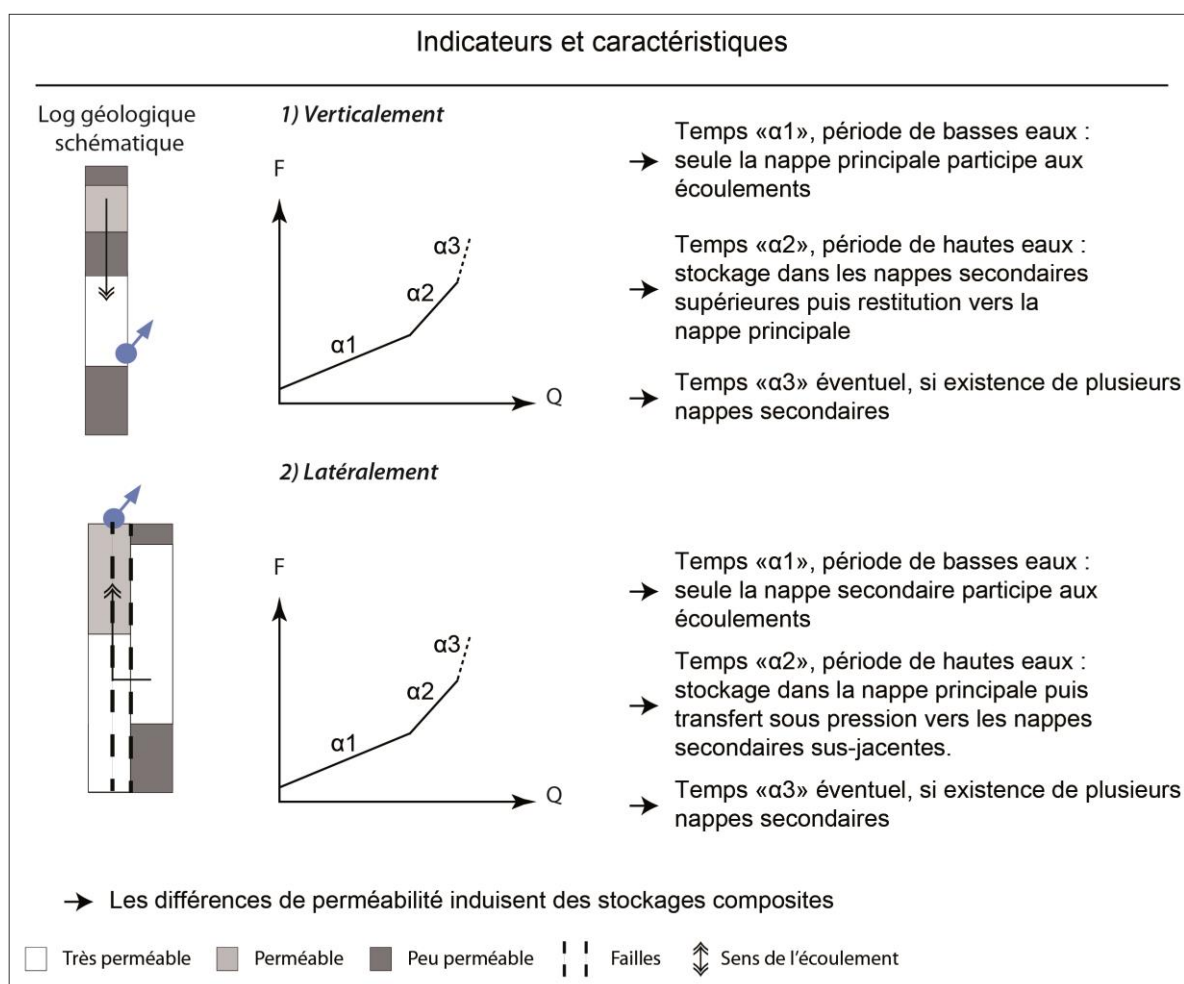 Indicateurs et caractéristiques
Log géologique
schématique
1) Verticalement
F
α3
α2
α1
Q
Temps «α1», période de basses eaux :
seule la nappe principale participe aux
écoulements
Temps «α2», période de hautes eaux :
stockage dans les nappes secondaires
supérieures puis restitution vers la
nappe principale
Temps «α3» éventuel, si existence de plusieurs
nappes secondaires
2) Latéralement
F
α3
α2
α1
Q
Temps «α1», période de basses eaux :
seule la nappe secondaire participe aux
écoulements
Temps «α2», période de hautes eaux :
stockage dans la nappe principale puis
transfert sous pression vers les nappes
secondaires sus-jacentes.
Temps «α3» éventuel, si existence de plusieurs
nappes secondaires
Les différences de perméabilité induisent des stockages composites
Très perméable
Perméable
Peu perméable
Failles
Sens de l'écoulement